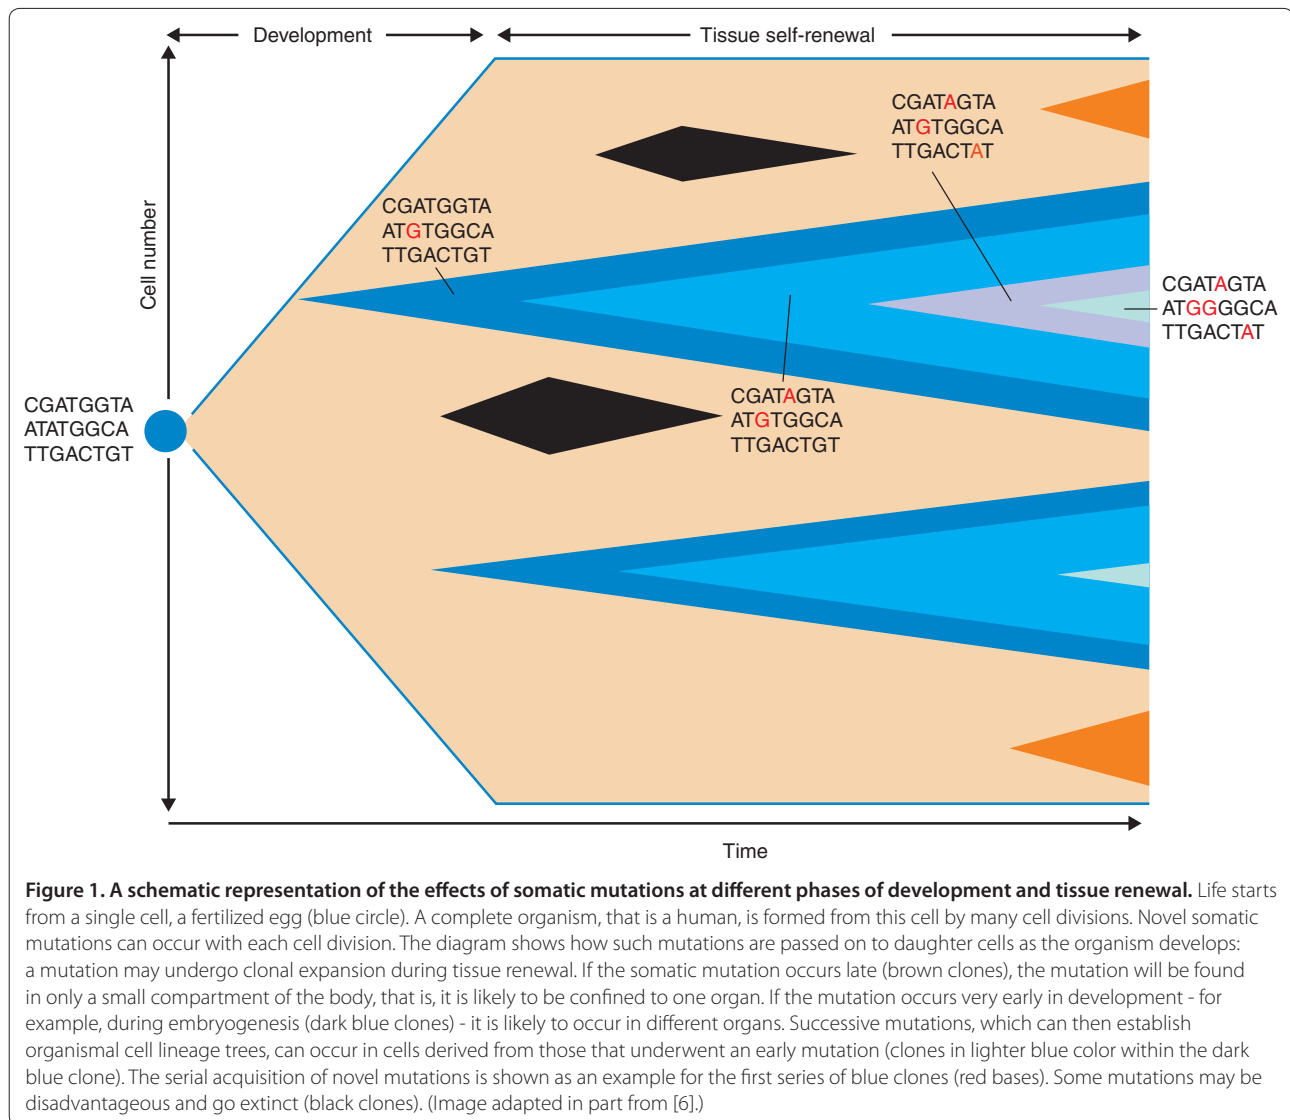 Development
Tissue self-renewal
CGATAGTA
ATGTGGCA
TTGACTAT
CGATGGTA
ATGTGGCA
TTGACTGT
Cell number
CGATAGTA
ATGGGGCA
TTGACTAT
CGATAGTA
ATGTGGCA
TTGACTGT
CGATGGTA
ATATGGCA
TTGACTGT
Time
Figure 1. A schematic representation of the effects of somatic mutations at different phases of development and tissue renewal. Life starts
from a single cell, a fertilized egg (blue circle). A complete organism, that is a human, is formed from this cell by many cell divisions. Novel somatic
mutations can occur with each cell division. The diagram shows how such mutations are passed on to daughter cells as the organism develops:
a mutation may undergo clonal expansion during tissue renewal. If the somatic mutation occurs late (brown clones), the mutation will be found
in only a small compartment of the body, that is, it is likely to be confined to one organ. If the mutation occurs very early in development - for
example, during embryogenesis (dark blue clones) - it is likely to occur in different organs. Successive mutations, which can then establish
organismal cell lineage trees, can occur in cells derived from those that underwent an early mutation (clones in lighter blue color within the dark
blue clone). The serial acquisition of novel mutations is shown as an example for the first series of blue clones (red bases). Some mutations may be
disadvantageous and go extinct (black clones). (Image adapted in part from [6].)